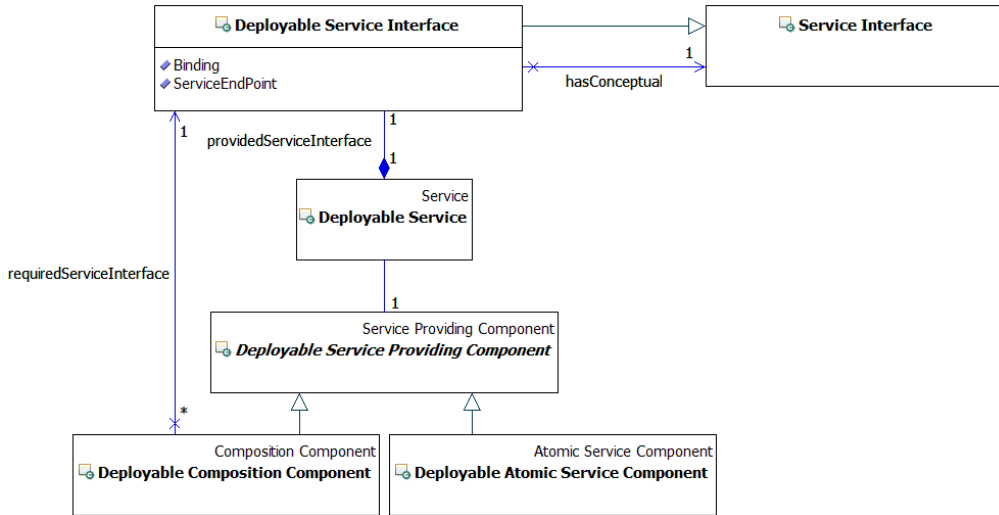 Deployable Service Interface
Service Interface
Binding
ServiceEndPoint
1
hasConceptual
1
1
providedServiceInterface
1
Service
Deployable Service
requiredServiceInterface
1
Service Providing Component
Deployable Service Providing Component
*
Composition Component
Deployable Composition Component
Atomic Service Component
Deployable Atomic Service Component